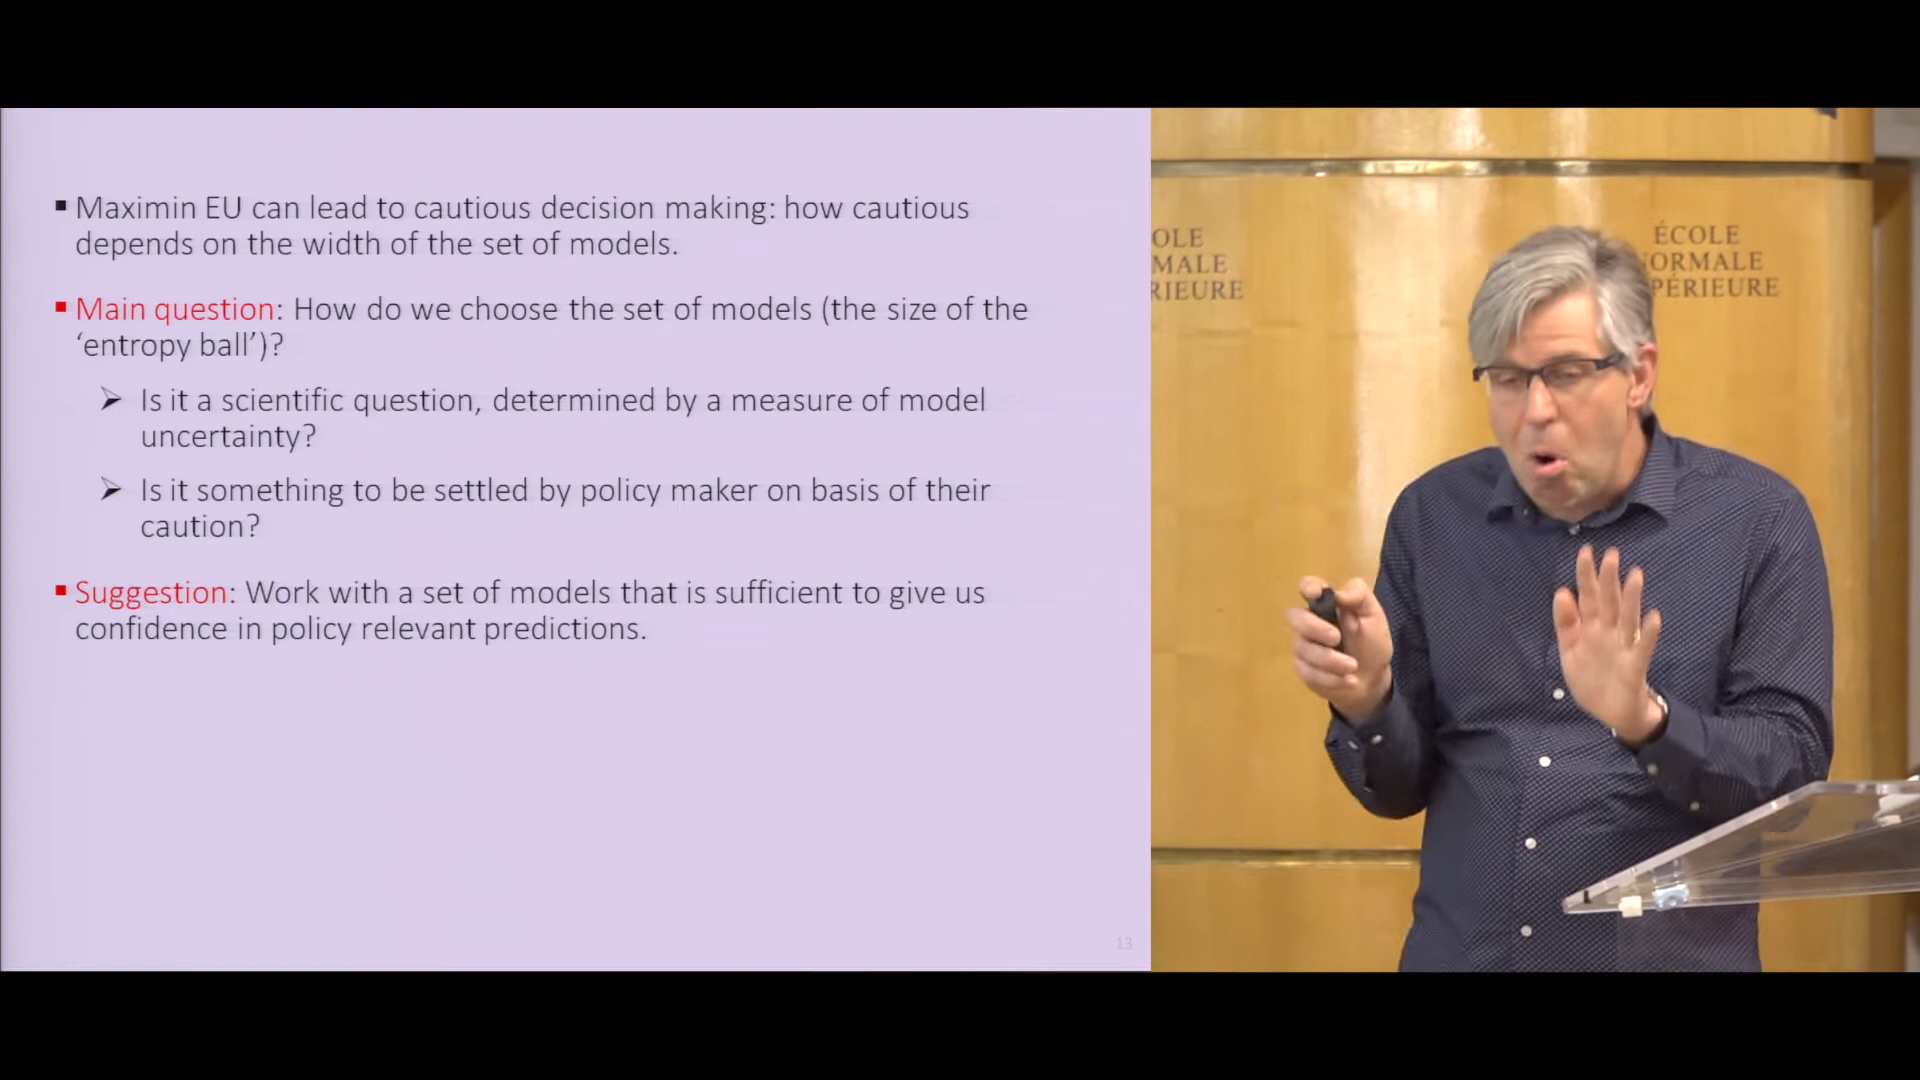 ▪ Maximin EU can lead to cautious decision making: how cautious
depends on the width of the set of models.
▪ Main question: How do we choose the set of models (the size of the
‘entropy ball’)?
➢ Is it a scientific question, determined by a measure of model
uncertainty?
➢ Is it something to be settled by policy maker on basis of their
caution?
▪ Suggestion: Work with a set of models that is sufficient to give us
confidence in policy relevant predictions.
13
OLE
MALE
RIEURE
ÉCOLE
NORMALE
PÉRIEURE